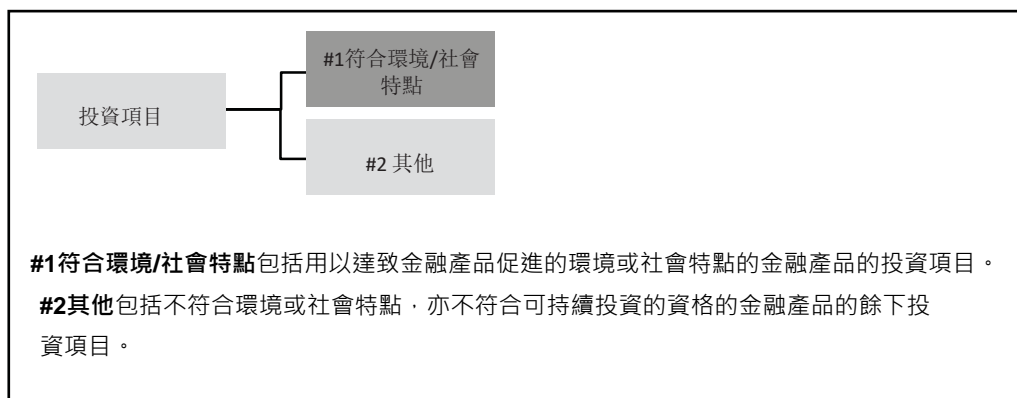 #1符合環境/社會
特點
投資項目
#2 其他
#1符合環境/社會特點包括用以達致金融產品促進的環境或社會特點的金融產品的投資項目。
#2其他包括不符合環境或社會特點，亦不符合可持續投資的資格的金融產品的餘下投
資項目。